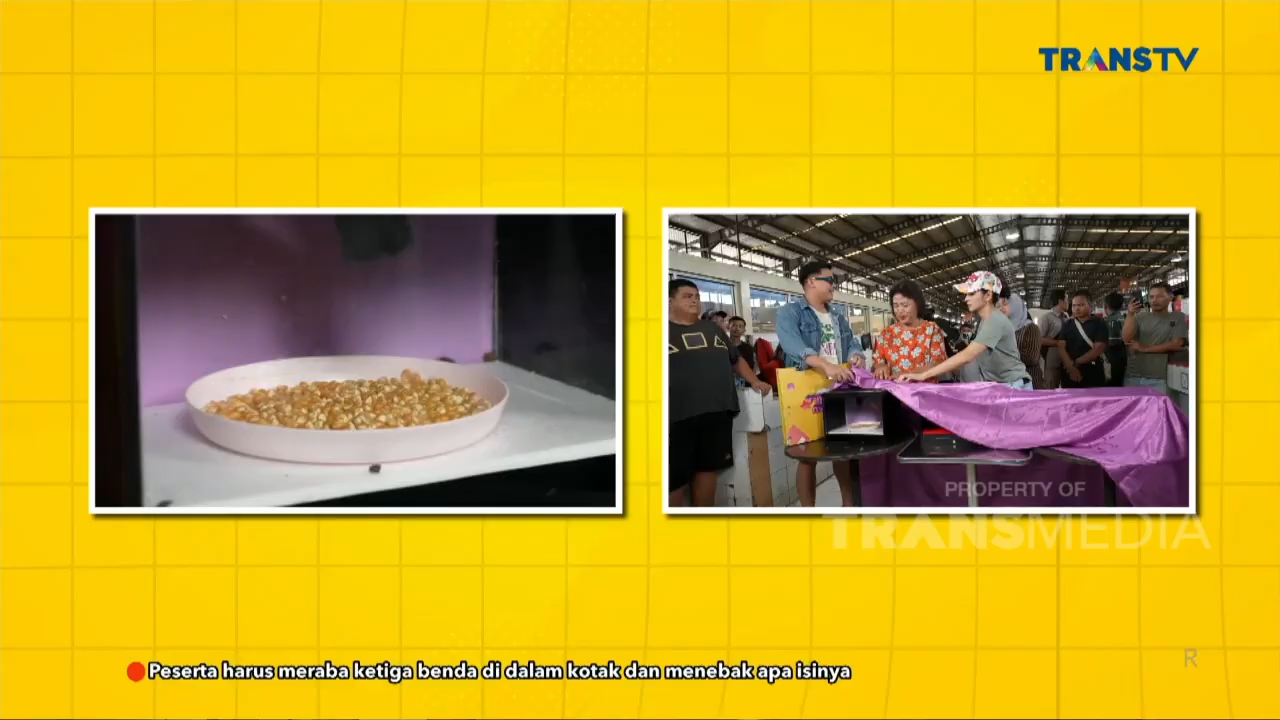 TRANSTV
PROPERTY OF
TRANSMEDIA
Peserta harus meraba ketiga benda di dalam kotak dan menebak apa isinya
R